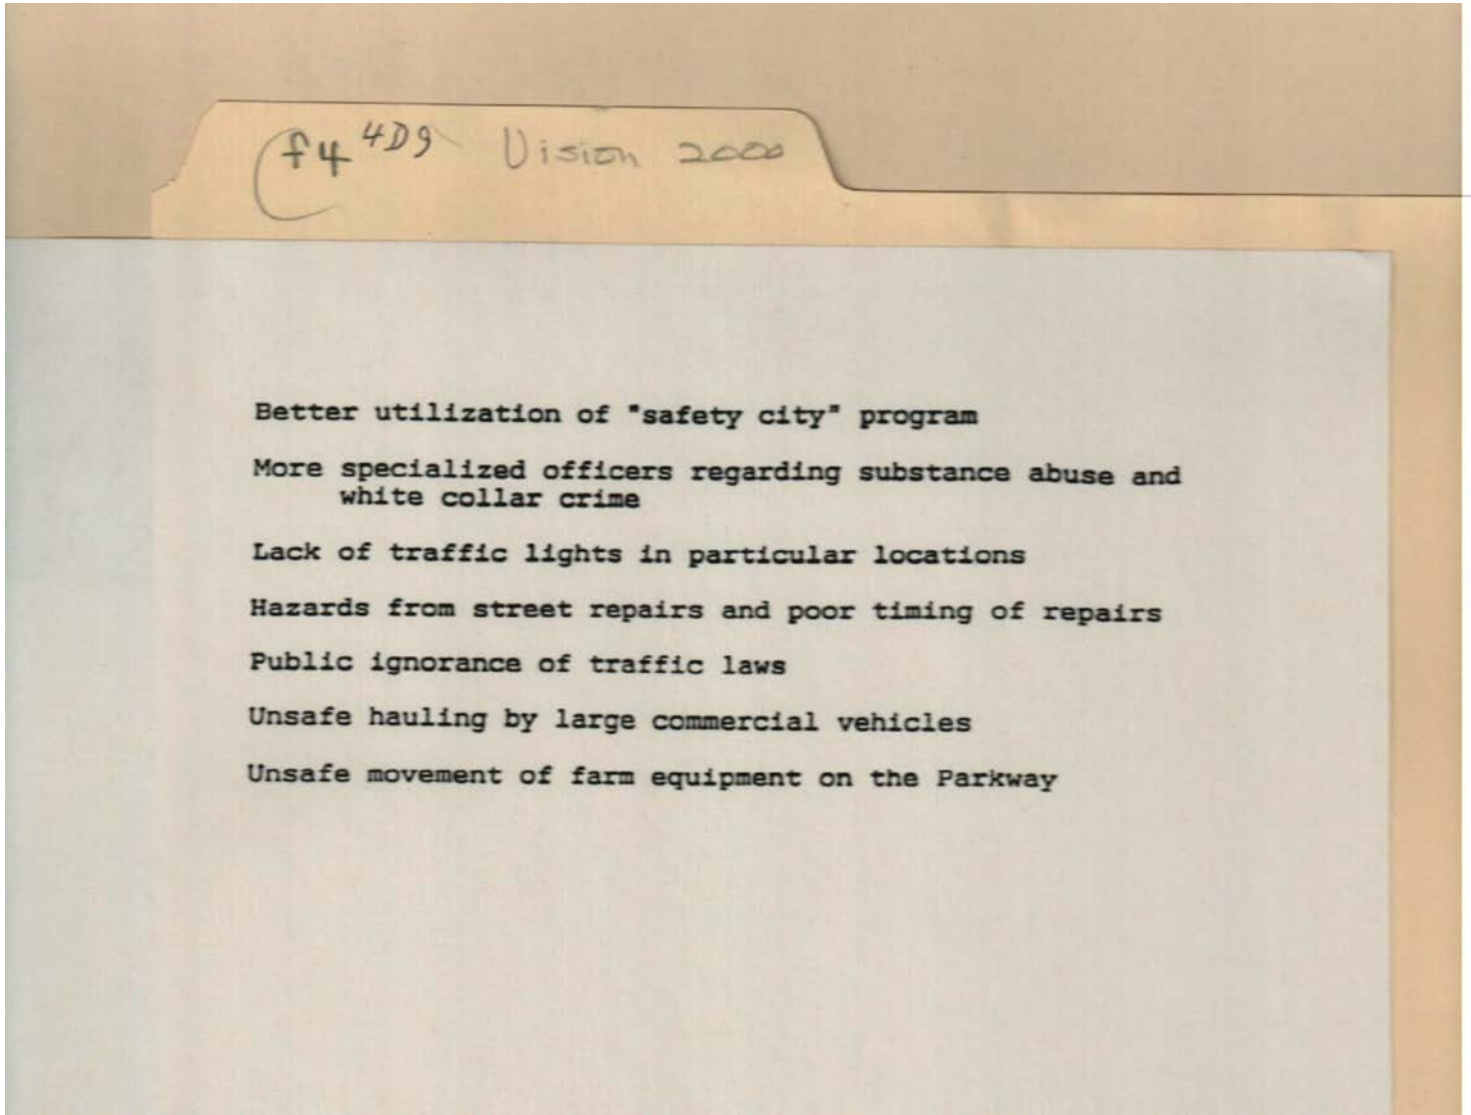 f4 4D9 Vision 2000
Better utilization of "safety city" program
More specialized officers regarding substance abuse and
white collar crime
Lack of traffic lights in particular locations
Hazards from street repairs and poor timing of repairs
Public ignorance of traffic laws
Unsafe hauling by large commercial vehicles
Unsafe movement of farm equipment on the Parkway